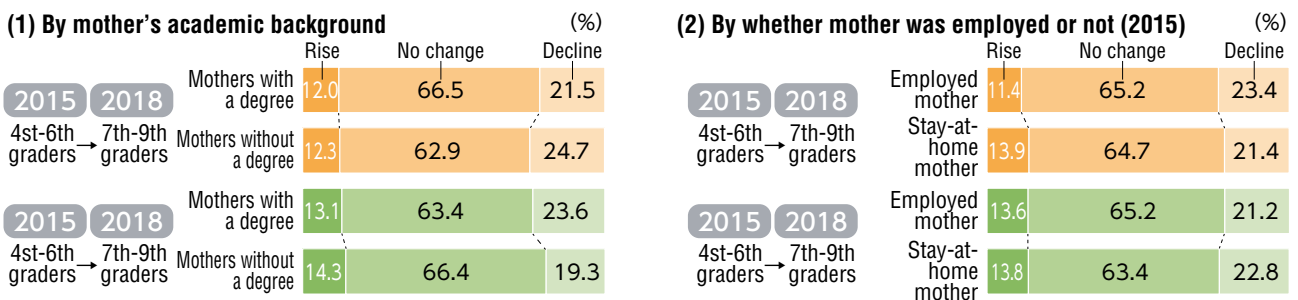 (1) By mother's academic background (%)
Rise No change Decline
2015 2018
4st-6th graders → 7th-9th graders
Mothers with a degree 12.0 66.5 21.5
Mothers without a degree 12.3 62.9 24.7
2015 2018
4st-6th graders → 7th-9th graders
Mothers with a degree 13.1 63.4 23.6
Mothers without a degree 14.3 66.4 19.3
(2) By whether mother was employed or not (2015) (%)
Rise No change Decline
2015 2018
4st-6th graders → 7th-9th graders
Employed mother 11.4 65.2 23.4
Stay-at-home mother 13.9 64.7 21.4
2015 2018
4st-6th graders → 7th-9th graders
Employed mother 13.6 65.2 21.2
Stay-at-home mother 13.8 63.4 22.8